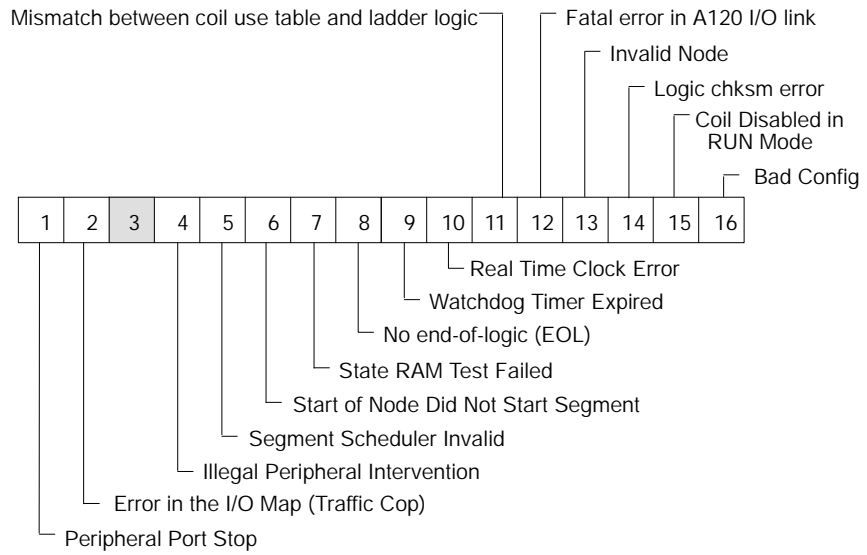 Mismatch between coil use table and ladder logic
Fatal error in A120 I/O link
Invalid Node
Logic chksm error
Coil Disabled in
RUN Mode
Bad Config
1 2 3 4 5 6 7 8 9 10 11 12 13 14 15 16
Real Time Clock Error
Watchdog Timer Expired
No end-of-logic (EOL)
State RAM Test Failed
Start of Node Did Not Start Segment
Segment Scheduler Invalid
Illegal Peripheral Intervention
Error in the I/O Map (Traffic Cop)
Peripheral Port Stop